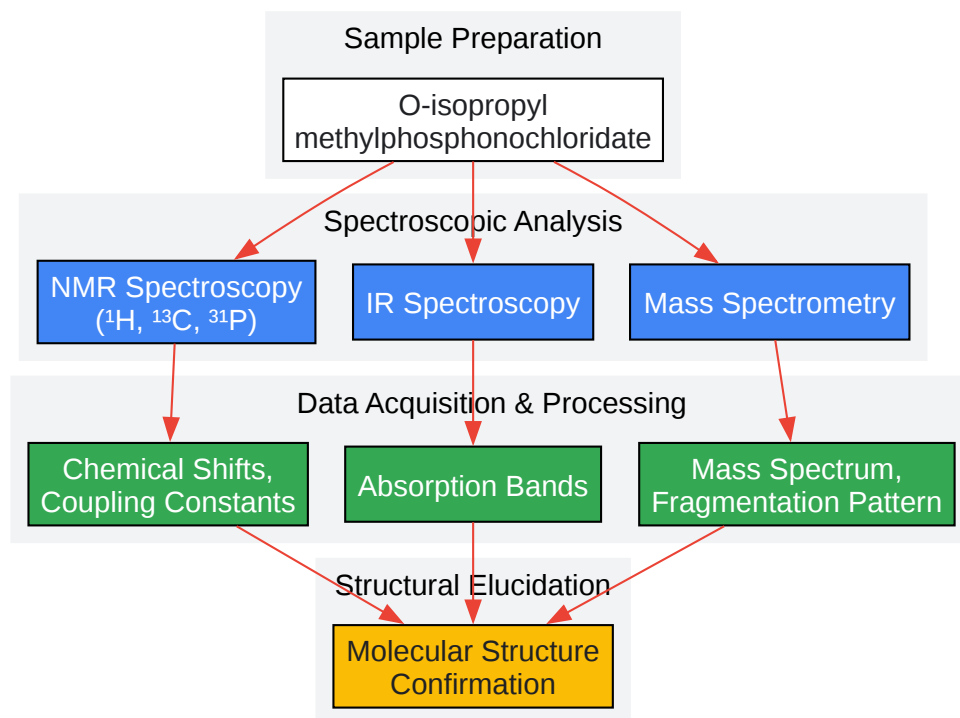 Sample Preparation
O-isopropyl
methylphosphonochloridate
Spectroscopic Analysis
NMR Spectroscopy
(¹H, ¹³C, ³¹P)
IR Spectroscopy
Mass Spectrometry
Data Acquisition & Processing
Chemical Shifts,
Coupling Constants
Absorption Bands
Mass Spectrum,
Fragmentation Pattern
Structural Elucidation
Molecular Structure
Confirmation